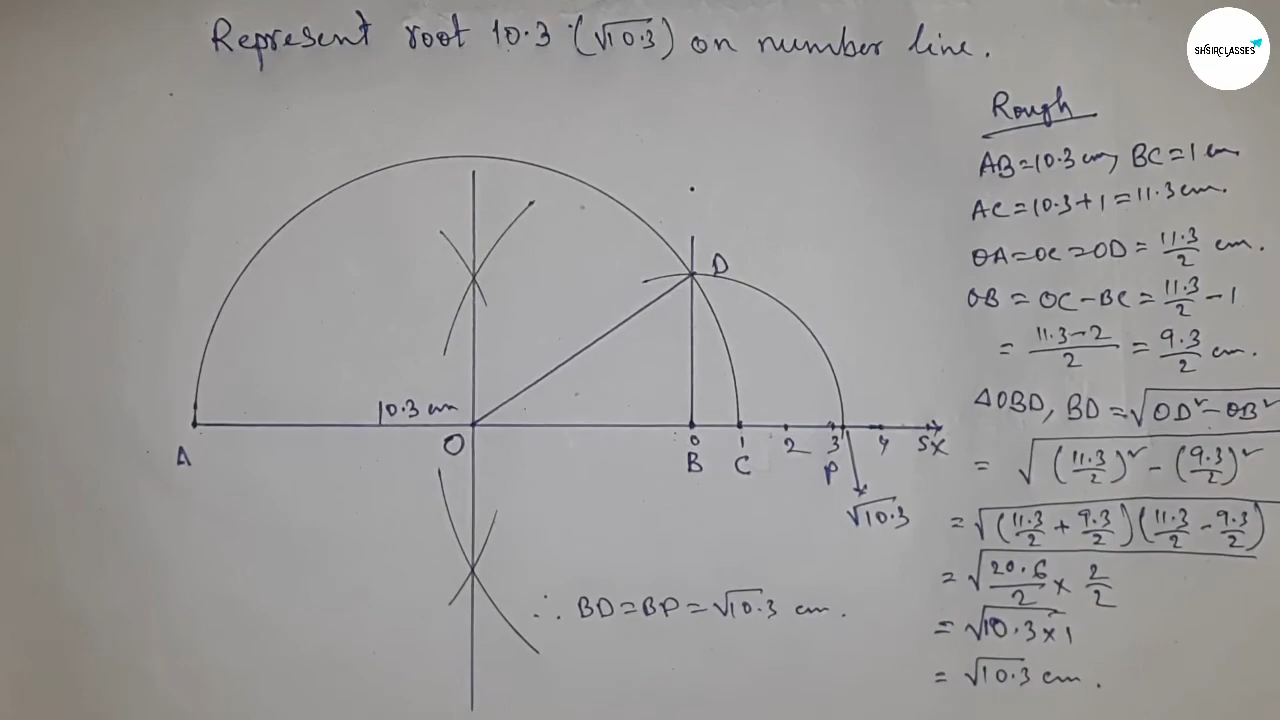 Represent root 10.3 (√10.3) on number line.
SHSIRCLASSES
Rough
AB=10.3 cm, BC=1 cm
AC=10.3+1=11.3cm.
OA=OC=OD=11.3/2 cm.
OB=OC-BC=11.3/2-1
=11.3-2/2=9.3/2 cm.
ΔOBD, BD=√OD²-OB²
=√(11.3/2)²-(9.3/2)²
=√(11.3/2+9.3/2)(11.3/2-9.3/2)
=√20.6/2×2/2
=√10.3×1
=√10.3 cm.
D
10.3 cm
A O 0 1 2 3 4 5 X
B C P
√10.3
∴ BD=BP=√10.3 cm.